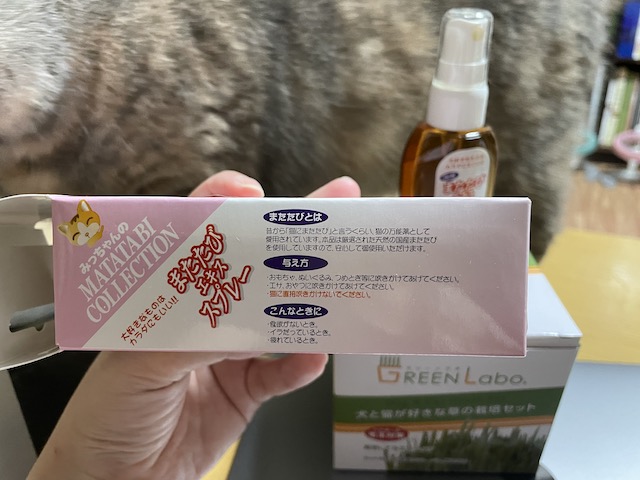 みっちゃんの
MATATABI
COLLECTION
大好きなものは
カラダにもいい!!
またたび
エキス
スプレー
またたびとは
昔から「猫にまたたび」と言うくらい、猫の万能薬として
愛用されています。本品は厳選された天然の国産またたび
を使用していますので、安心して御使用いただけます。
与え方
・おもちゃ、ぬいぐるみ、つめとぎ等に吹きかけてあげてください。
・エサ、おやつに吹きかけてあげてください。
・猫に直接吹きかけないでください。
こんなときに
・食欲がないとき。
・イラだっているとき。
・疲れているとき。
GREEN Labo.
犬と猫が好きな草の栽培セット